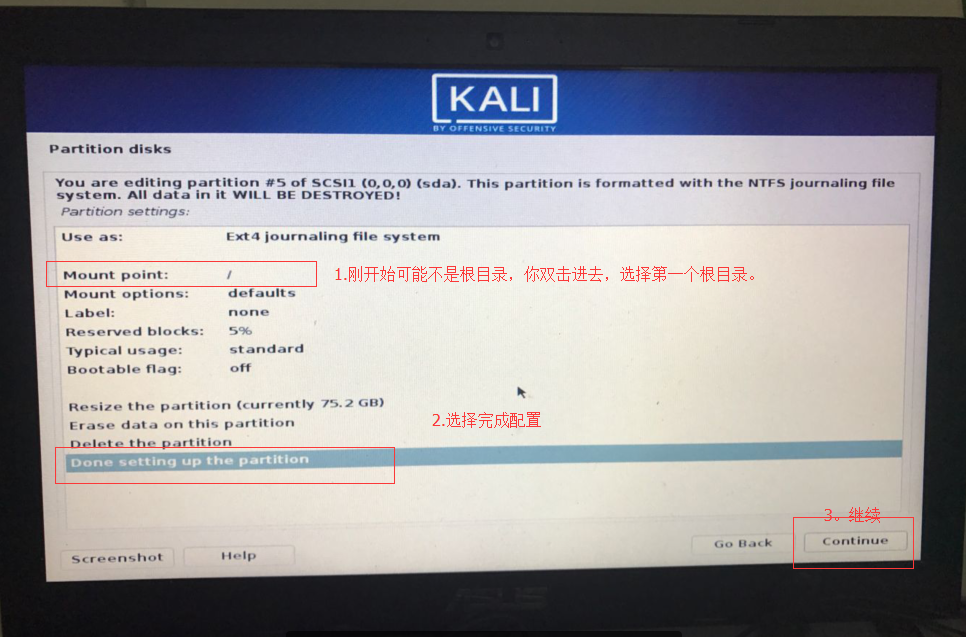 KALI
BY OFFENSIVE SECURITY
Partition disks
You are editing partition #5 of SCSI1 (0,0,0) (sda). This partition is formatted with the NTFS journaling file
system. All data in it WILL BE DESTROYED!
Partition settings:
Use as: Ext4 journaling file system
Mount point: / 1.刚开始可能不是根目录，你双击进去，选择第一个根目录。
Mount options: defaults
Label: none
Reserved blocks: 5%
Typical usage: standard
Bootable flag: off
Resize the partition (currently 75.2 GB)
Erase data on this partition 2.选择完成配置
Delete the partition
Done setting up the partition
3。继续
Screenshot Help Go Back Continue
ASUS